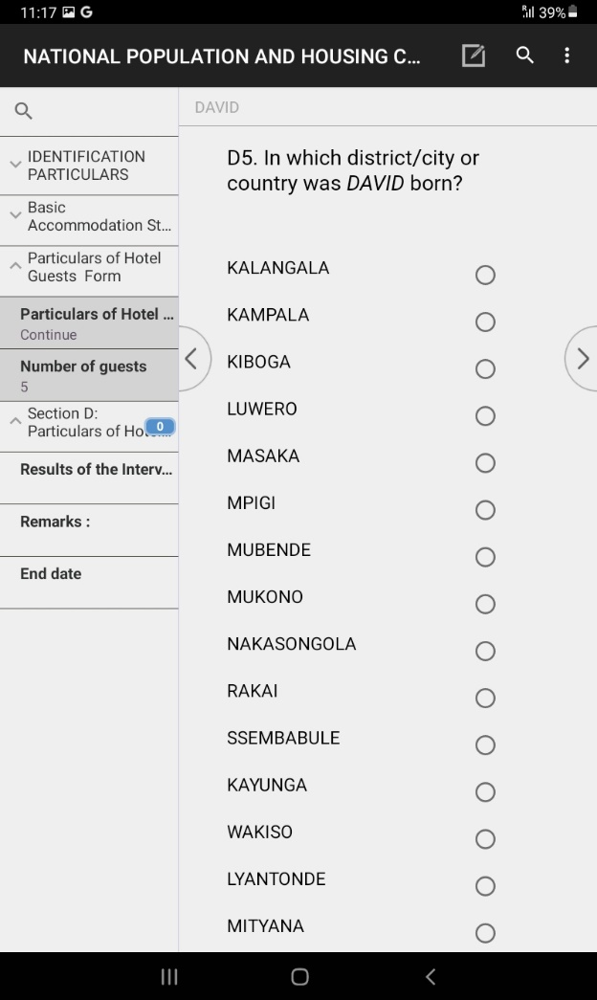 11:17 G R 39%
NATIONAL POPULATION AND HOUSING C...
DAVID
IDENTIFICATION
PARTICULARS
Basic
Accommodation St...
Particulars of Hotel
Guests Form
Particulars of Hotel ...
Continue
Number of guests
5
Section D:
Particulars of Hot...
0
Results of the Interv...
Remarks :
End date
D5. In which district/city or
country was DAVID born?
KALANGALA
KAMPALA
KIBOGA
LUWERO
MASAKA
MPIGI
MUBENDE
MUKONO
NAKASONGOLA
RAKAI
SSEMBABULE
KAYUNGA
WAKISO
LYANTONDE
MITYANA